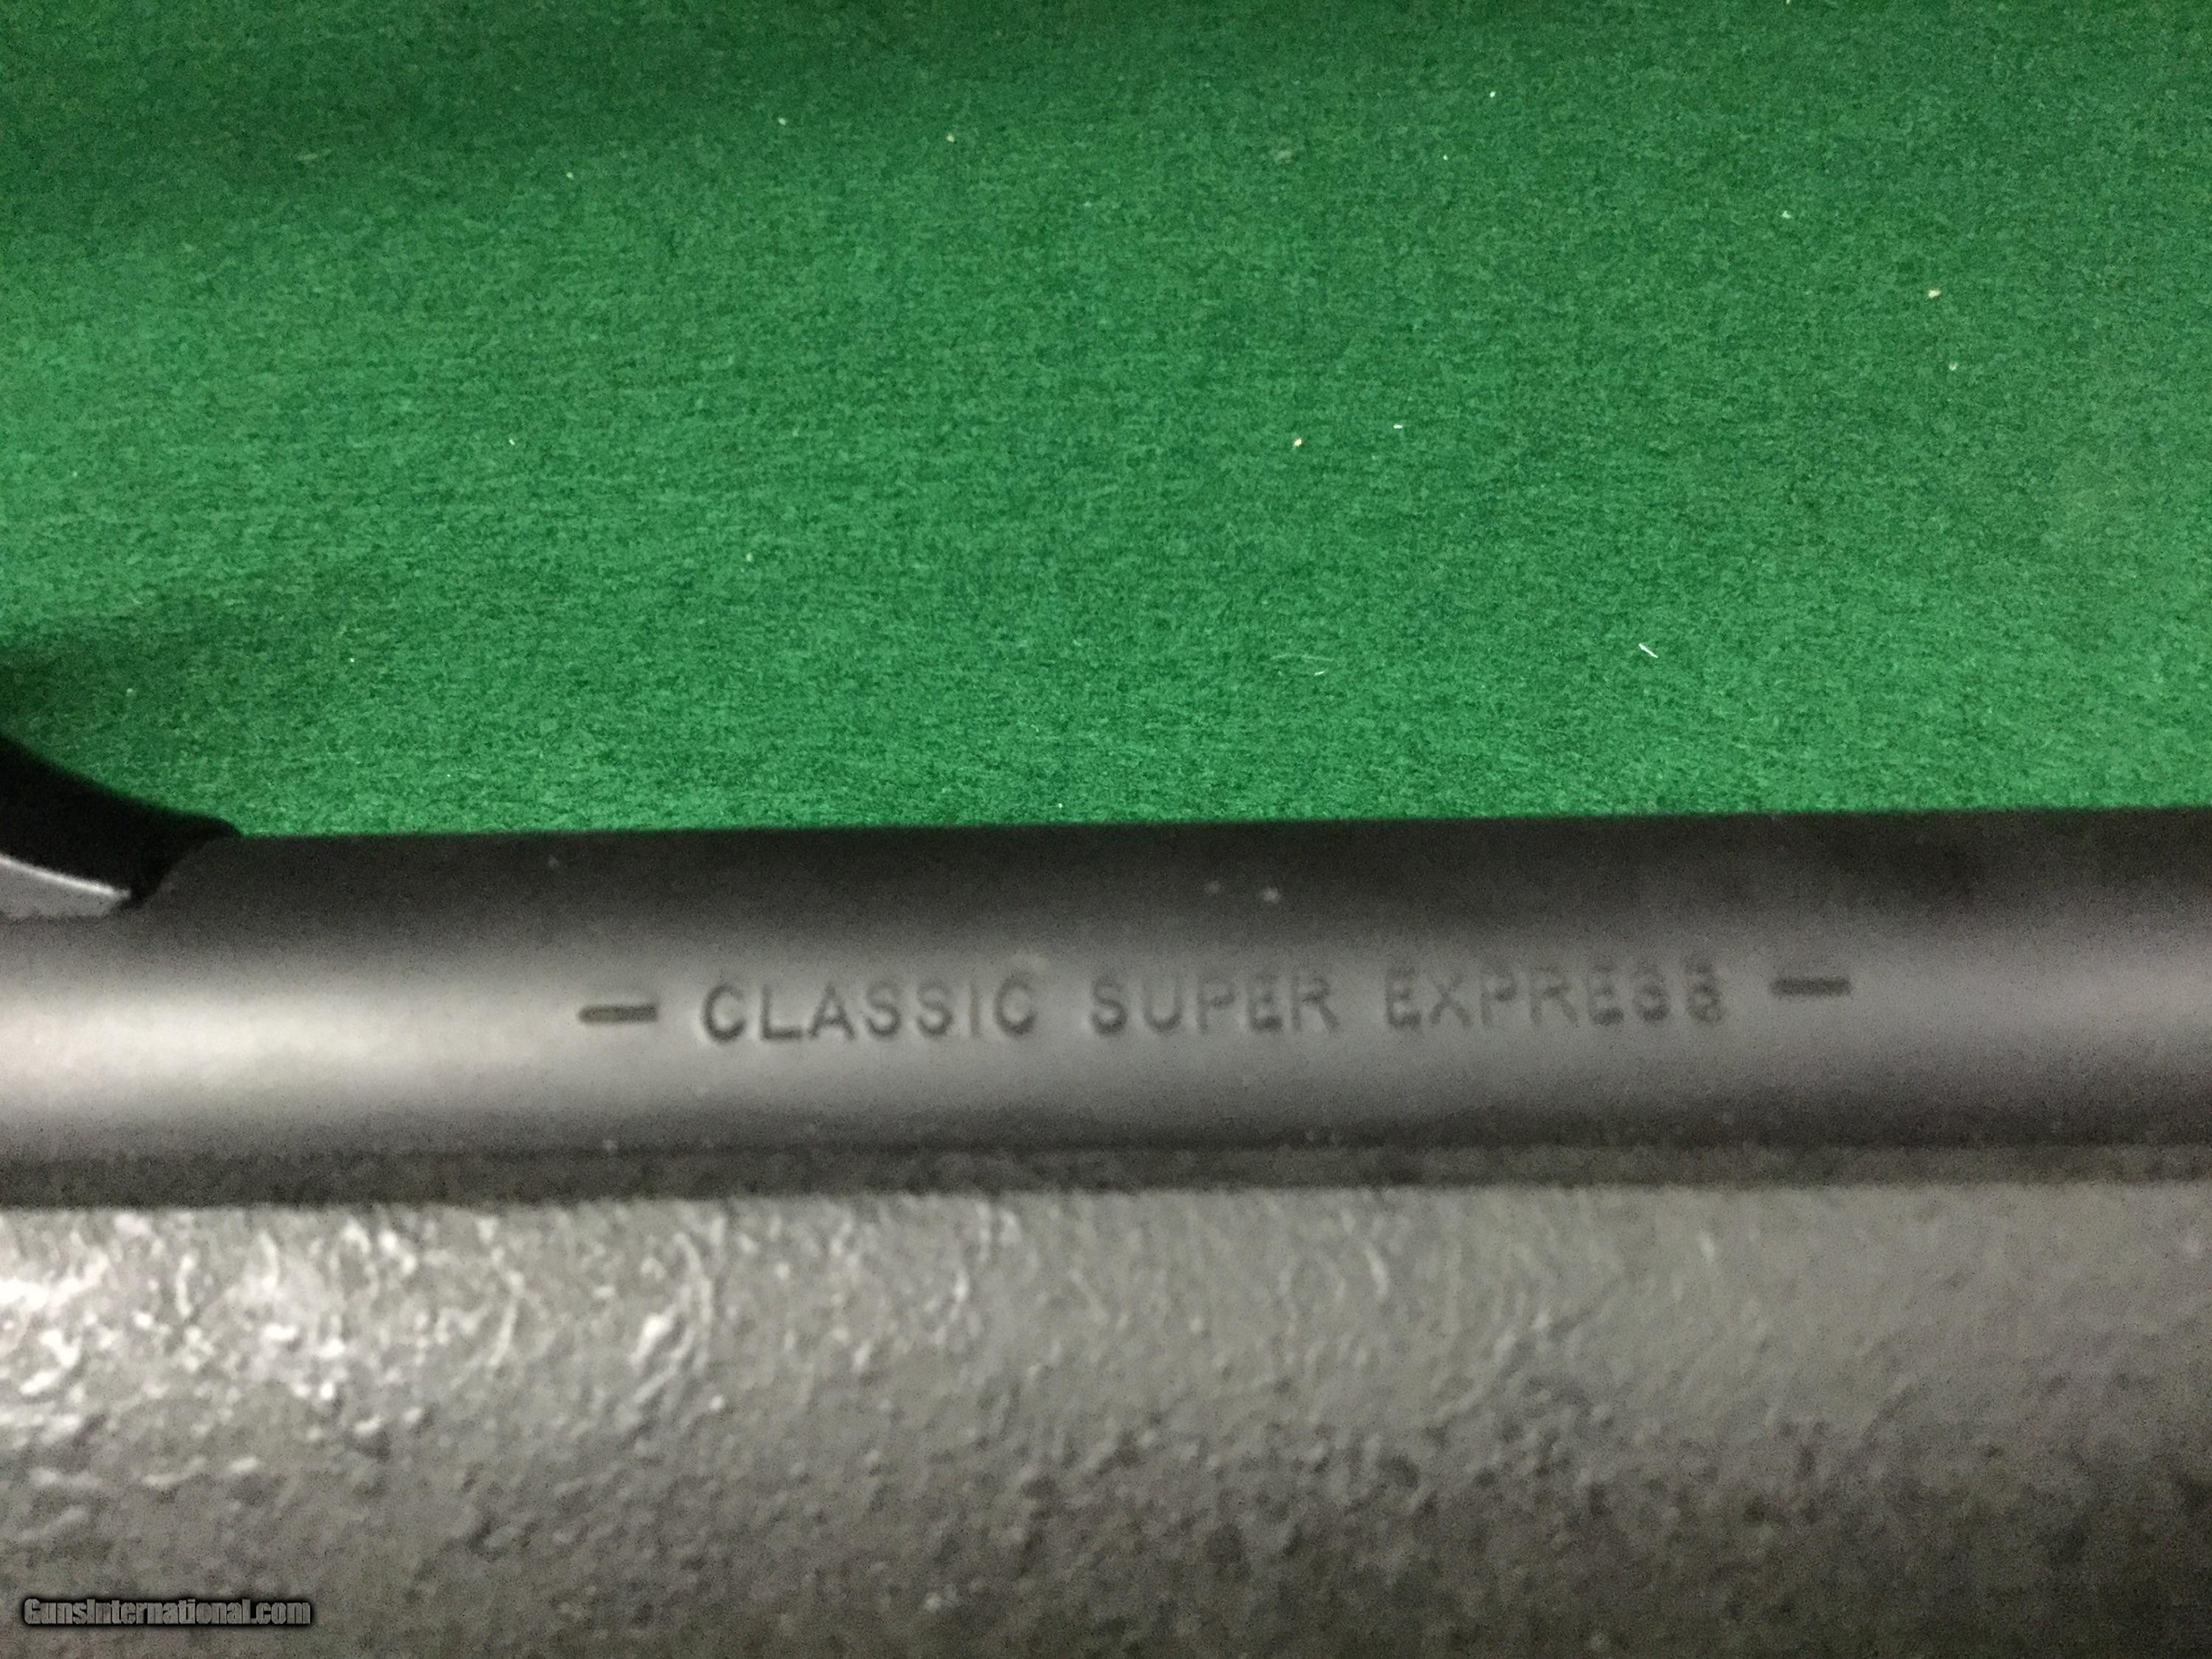 - CLASSIC SUPER EXPRESS -
GunsInternational.com